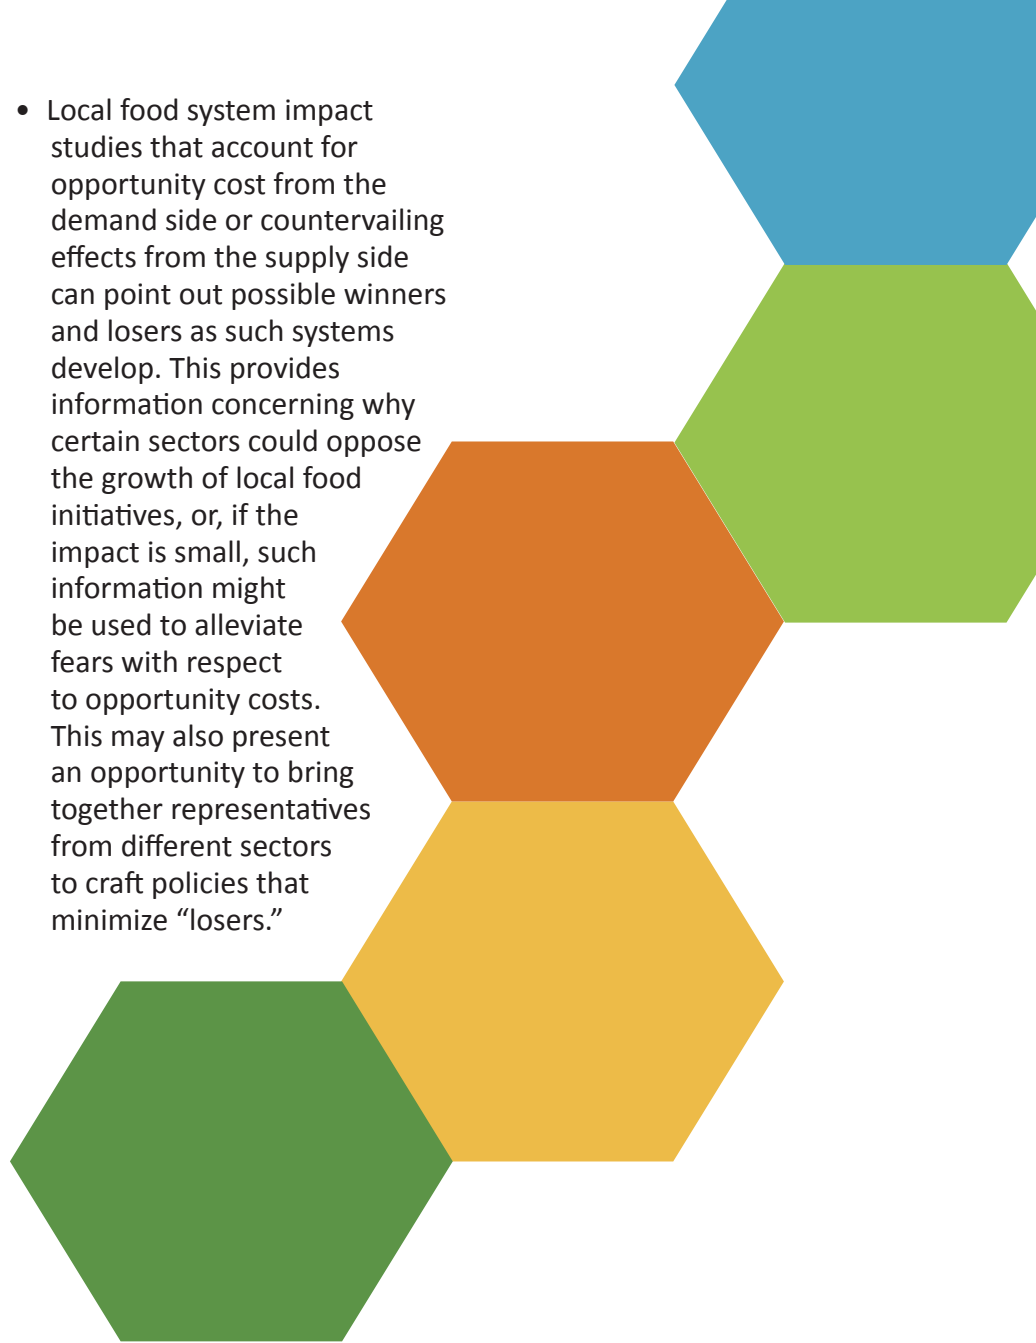 • Local food system impact
studies that account for
opportunity cost from the
demand side or countervailing
effects from the supply side
can point out possible winners
and losers as such systems
develop. This provides
information concerning why
certain sectors could oppose
the growth of local food
initiatives, or, if the
impact is small, such
information might
be used to alleviate
fears with respect
to opportunity costs.
This may also present
an opportunity to bring
together representatives
from different sectors
to craft policies that
minimize “losers.”